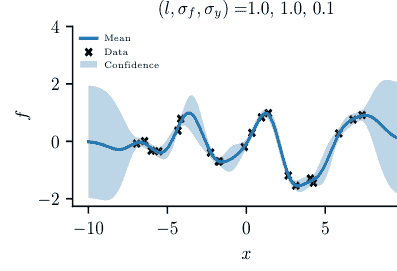 (l, σ_f, σ_y) =1.0, 1.0, 0.1
4
2
0
−2
f
Mean
Data
Confidence
−10
−5
0
5
x